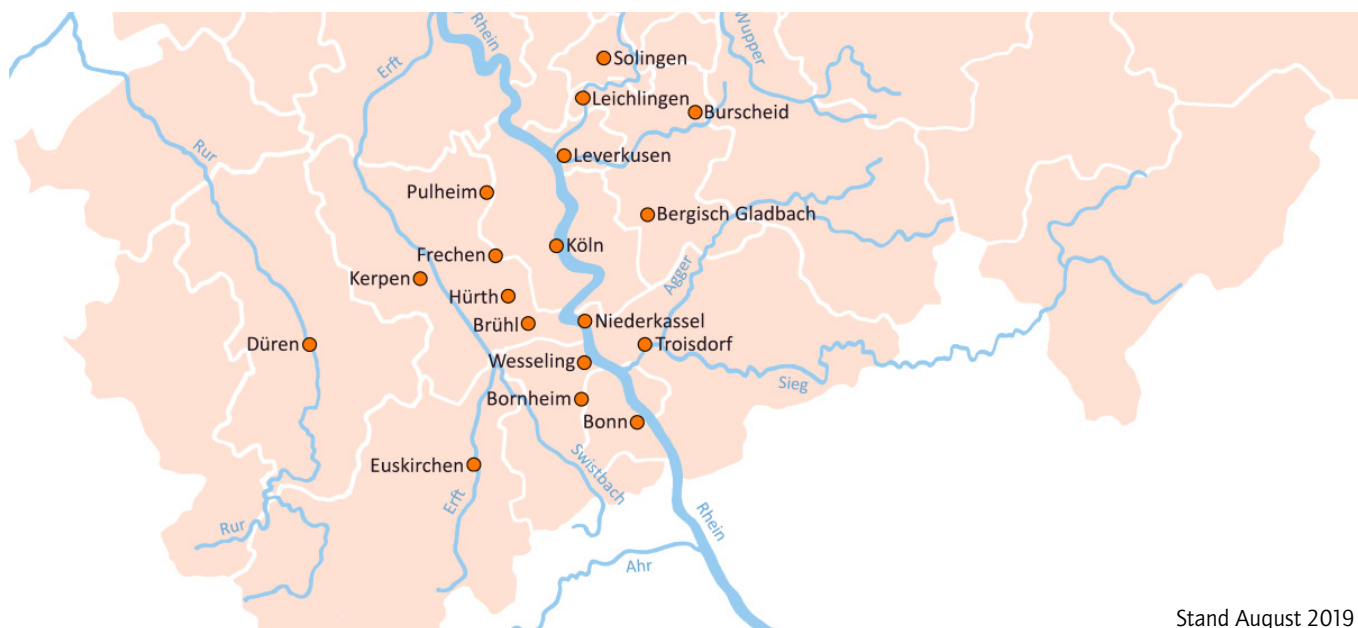 Rhein
Wupper
Erft
Solingen
Leichlingen
Burscheid
Rur
Leverkusen
Pulheim
Bergisch Gladbach
Köln
Frechen
Kerpen
Agger
Hürth
Brühl
Niederkassel
Düren
Troisdorf
Wesseling
Sieg
Bornheim
Bonn
Euskirchen
Swistbach
Erft
Rhein
Rur
Ahr
Stand August 2019